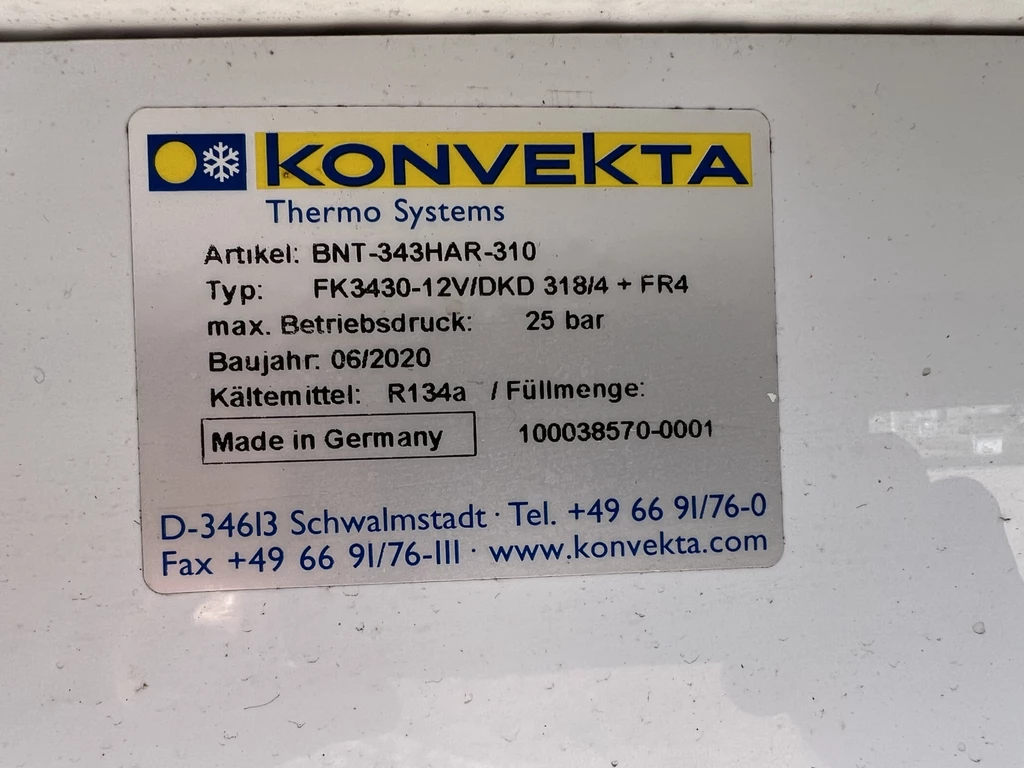 KONVEKTA
Thermo Systems
Artikel: BNT-343HAR-310
Typ: FK3430-12V/DKD 318/4 + FR4
max. Betriebsdruck: 25 bar
Baujahr: 06/2020
Kältemittel: R134a / Füllmenge:
Made in Germany 100038570-0001
D-34613 Schwalmstadt · Tel. +49 66 91/76-0
Fax +49 66 91/76-111 · www.konvekta.com